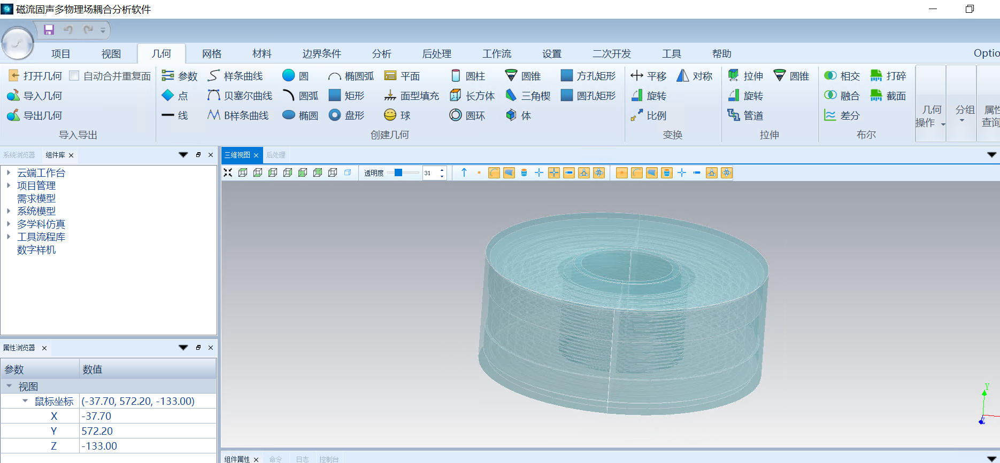 磁流固声多物理场耦合分析软件
项目 视图 几何 网格 材料 边界条件 分析 后处理 工作流 设置 二次开发 工具 帮助 Optio
打开几何 自动合并重复面 参数 样条曲线 圆 椭圆弧 平面 圆柱 圆锥 方孔矩形 平移 对称 拉伸 圆锥 相交 打碎
导入几何 点 贝塞尔曲线 圆弧 矩形 面型填充 长方体 三角楔 圆孔矩形 旋转 旋转 融合 截面
导出几何 线 B样条曲线 椭圆 盘形 球 圆环 体 比例 管道 差分
几何 分组 属性
操作 查询
导入导出 创建几何 变换 拉伸 布尔
系统浏览器 组件库 三维视图 后处理
透明度 31
云端工作台
项目管理
需求模型
系统模型
多学科仿真
工具流程库
数字样机
属性浏览器
参数 数值
视图
鼠标坐标 (-37.70, 572.20, -133.00)
X -37.70
Y 572.20
Z -133.00
Y
Z
组件属性 命令 日志 控制台